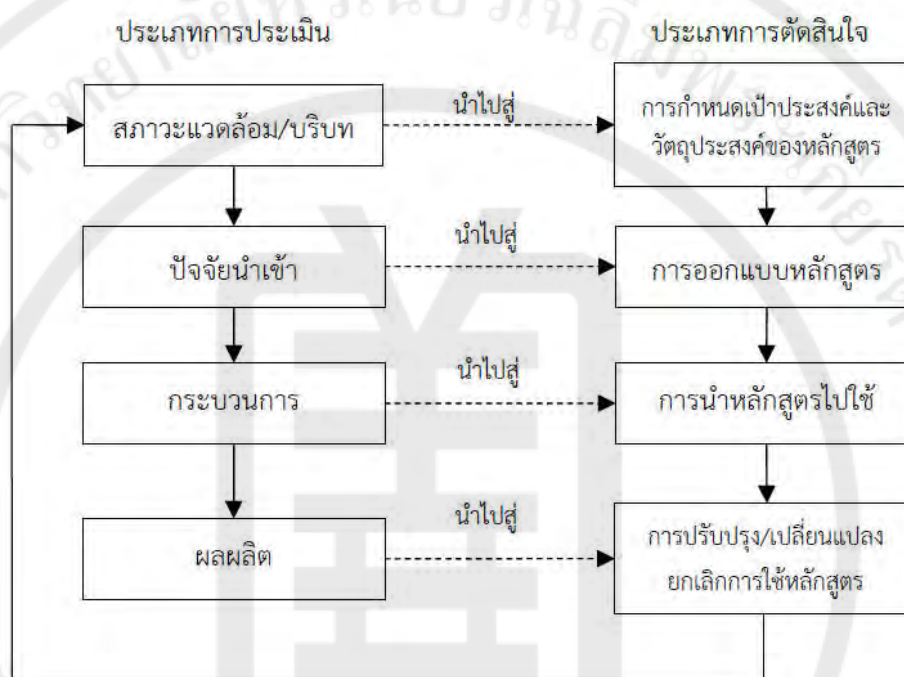 ประเภทการประเมิน
ประเภทการตัดสินใจ
สภาวะแวดล้อม/บริบท
นำไปสู่
การกำหนดเป้าประสงค์และ
วัตถุประสงค์ของหลักสูตร
ปัจจัยนำเข้า
นำไปสู่
การออกแบบหลักสูตร
กระบวนการ
นำไปสู่
การนำหลักสูตรไปใช้
ผลผลิต
นำไปสู่
การปรับปรุง/เปลี่ยนแปลง
ยกเลิกการใช้หลักสูตร